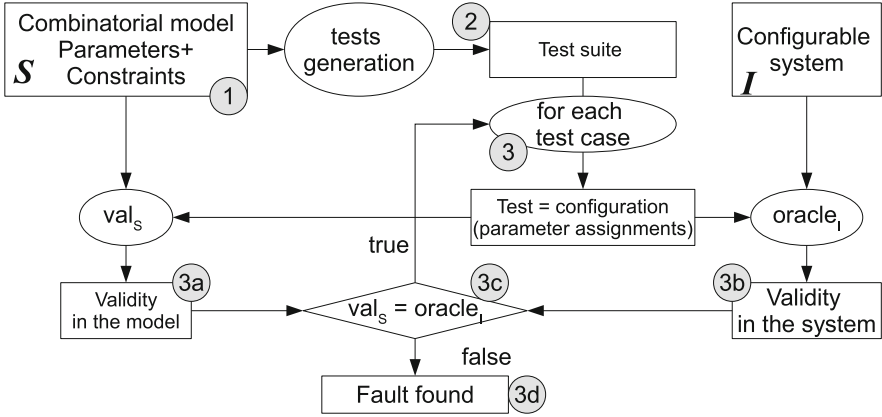 Combinatorial model
Parameters+
Constraints
S
1
tests
generation
2
Test suite
Configurable
system
I
for each
test case
3
val_S
Test = configuration
(parameter assignments)
oracle_I
true
3a
Validity
in the model
3c
val_S = oracle_I
3b
Validity
in the system
false
Fault found
3d